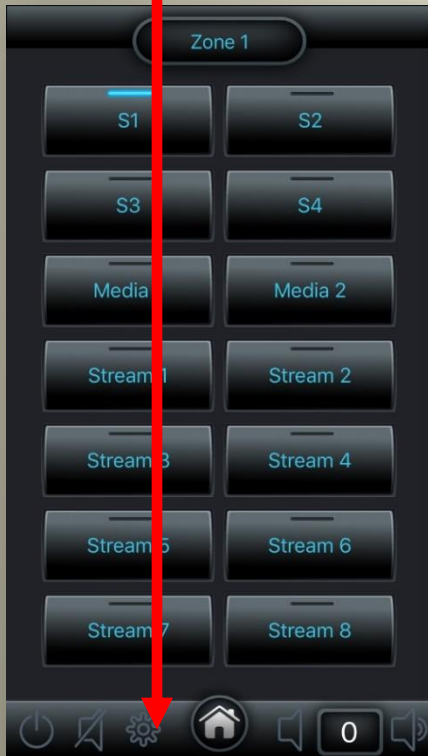 Zone 1
S1 S2
S3 S4
Media Media 2
Stream 1 Stream 2
Stream 3 Stream 4
Stream 5 Stream 6
Stream 7 Stream 8
0